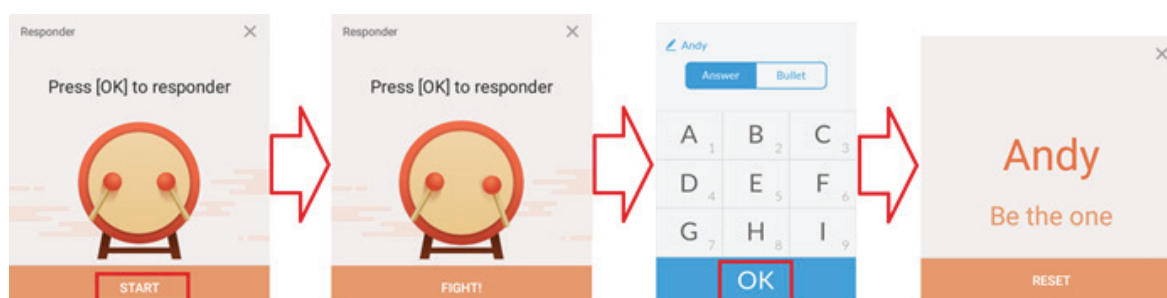 Responder ×
Press [OK] to responder
START
Responder ×
Press [OK] to responder
FIGHT!
Andy
Answer Bullet
A 1 B 2 C 3
D 4 E 5 F 6
G 7 H 8 I 9
OK
×
Andy
Be the one
RESET